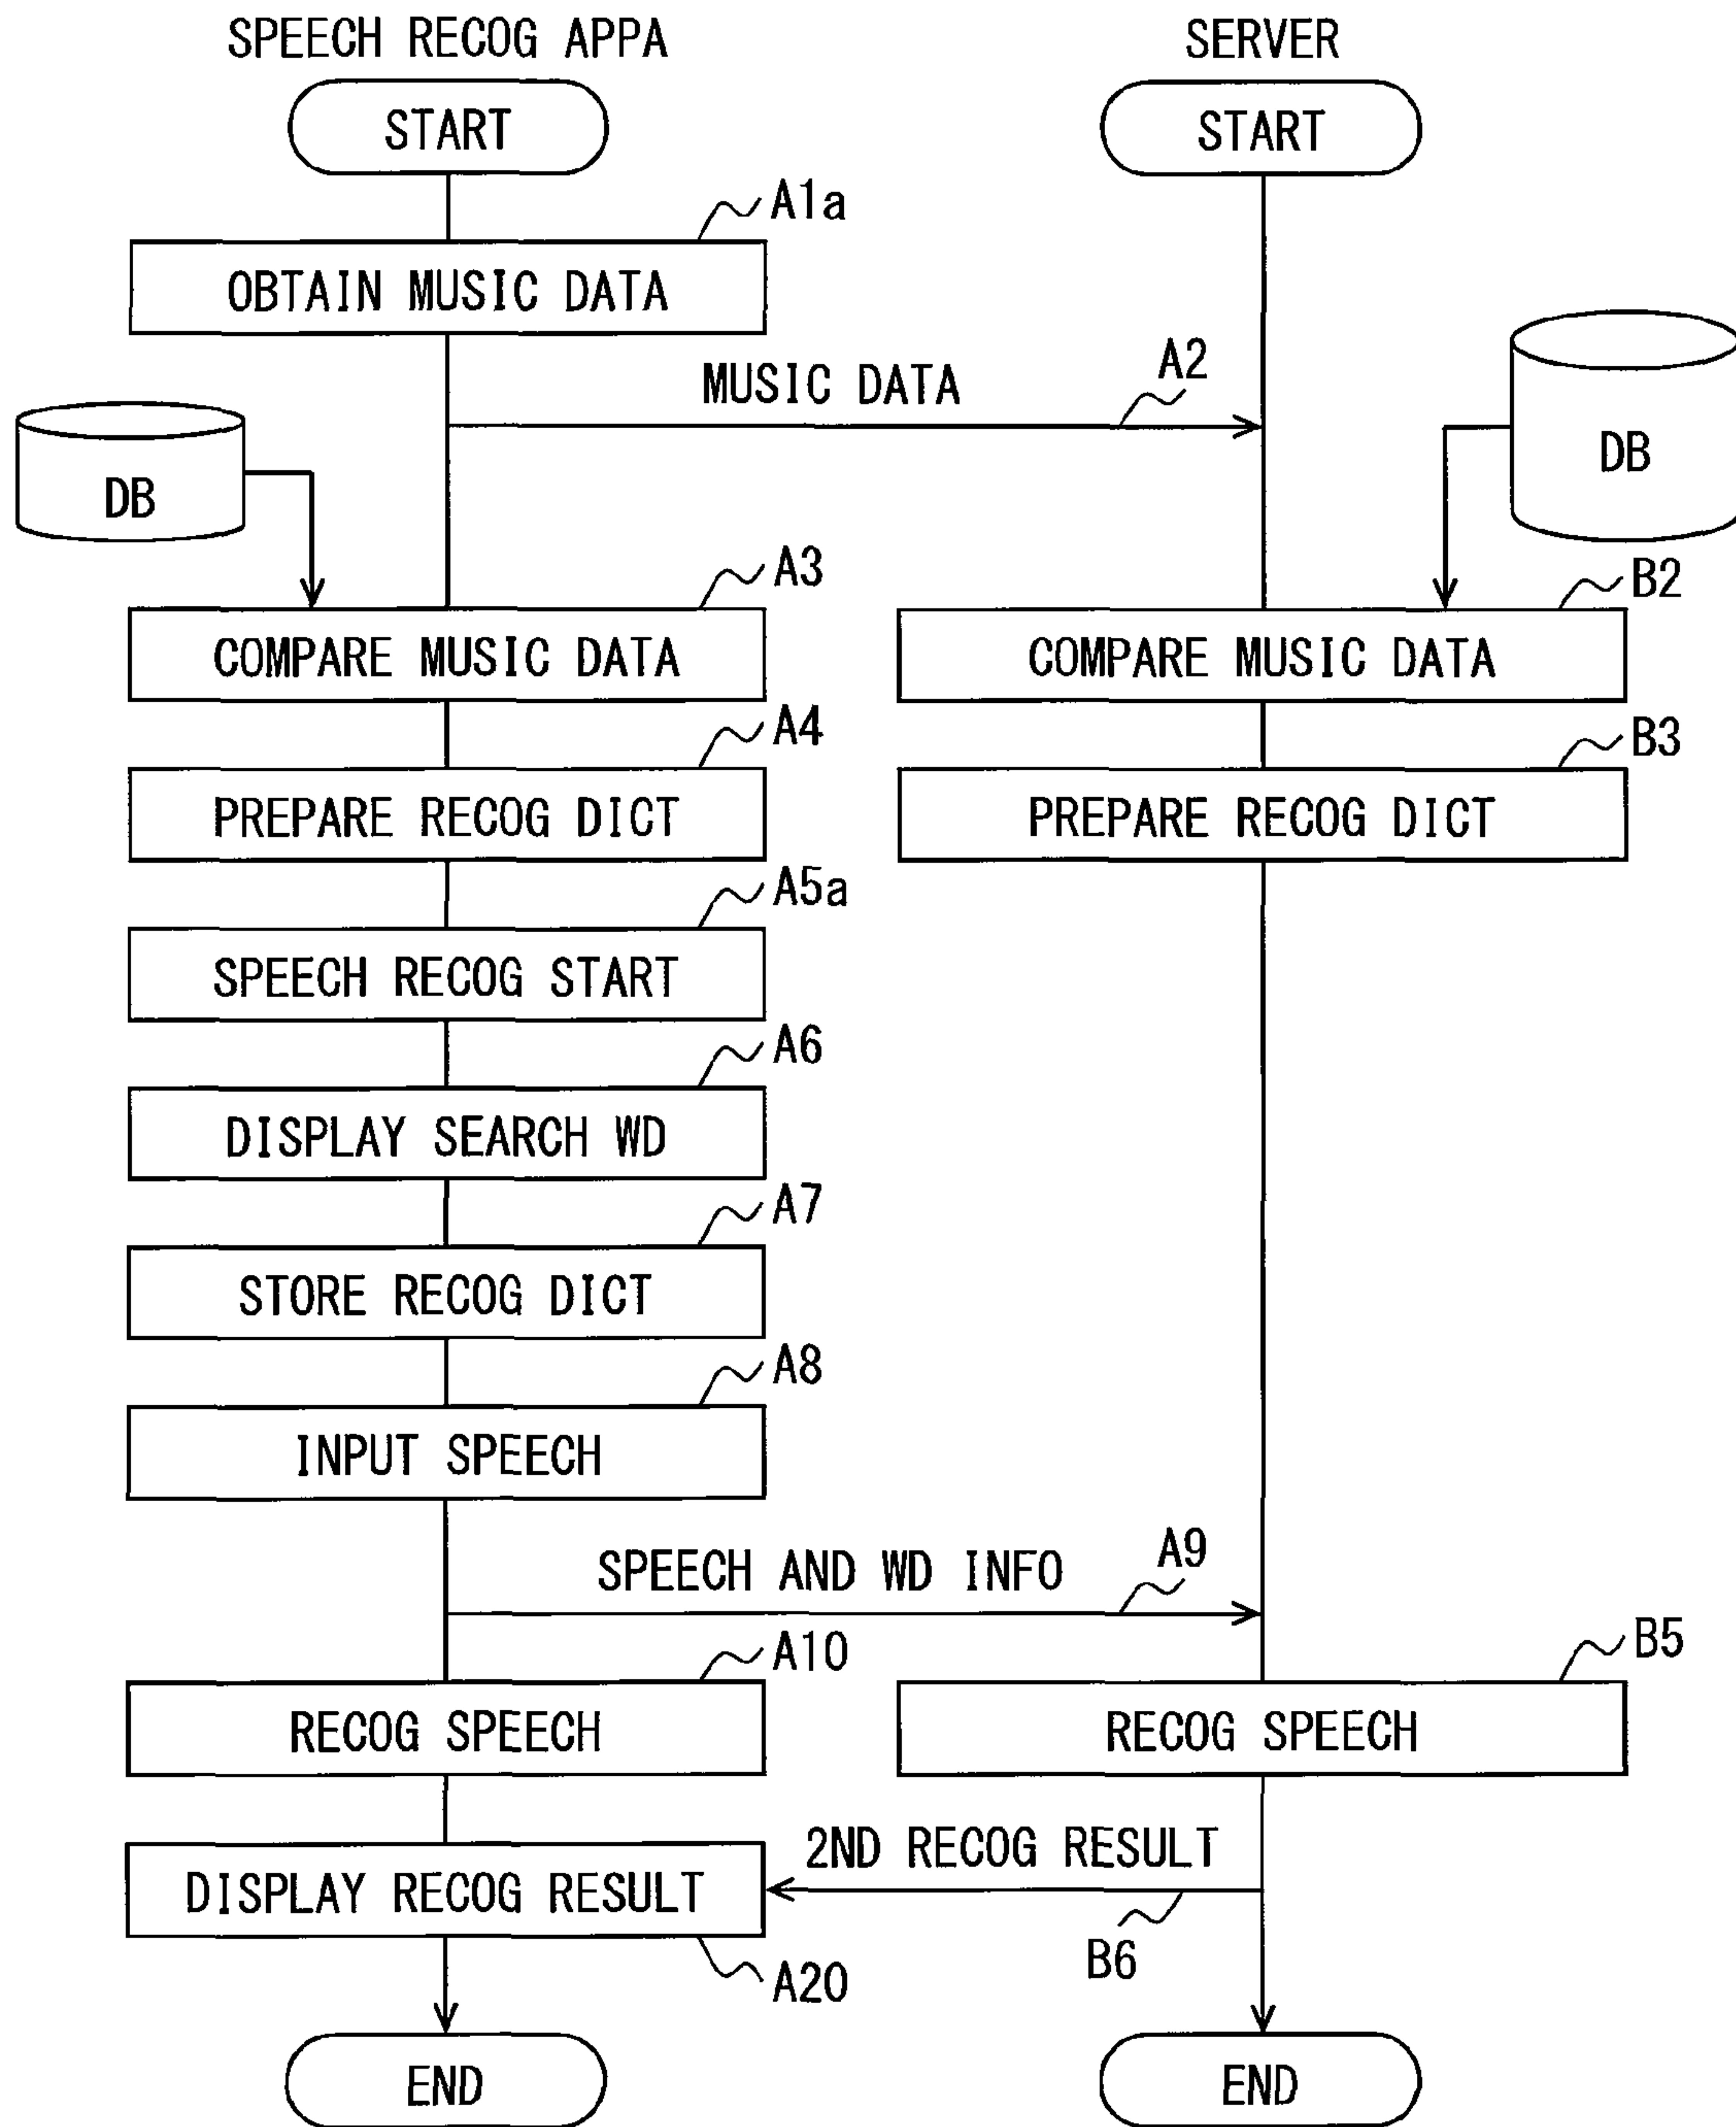 SPEECH RECOG APPA
SERVER
START
START
A1a
OBTAIN MUSIC DATA
MUSIC DATA
A2
DB
DB
A3
B2
COMPARE MUSIC DATA
COMPARE MUSIC DATA
A4
B3
PREPARE RECOG DICT
PREPARE RECOG DICT
A5a
SPEECH RECOG START
A6
DISPLAY SEARCH WD
A7
STORE RECOG DICT
A8
INPUT SPEECH
SPEECH AND WD INFO
A9
A10
B5
RECOG SPEECH
RECOG SPEECH
2ND RECOG RESULT
DISPLAY RECOG RESULT
B6
A20
END
END